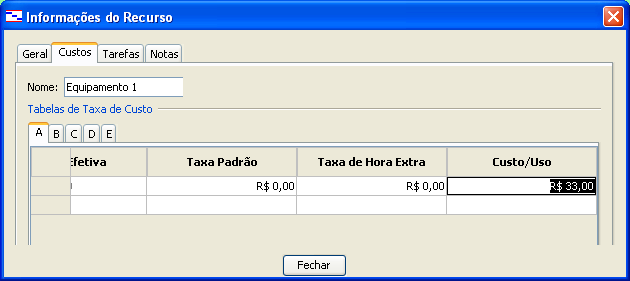 Informações do Recurso
Geral Custos Tarefas Notas
Nome: Equipamento 1
Tabelas de Taxa de Custo
A B C D E
Efetiva Taxa Padrão Taxa de Hora Extra Custo/Uso
R$ 0,00 R$ 0,00 R$ 33,00
Fechar